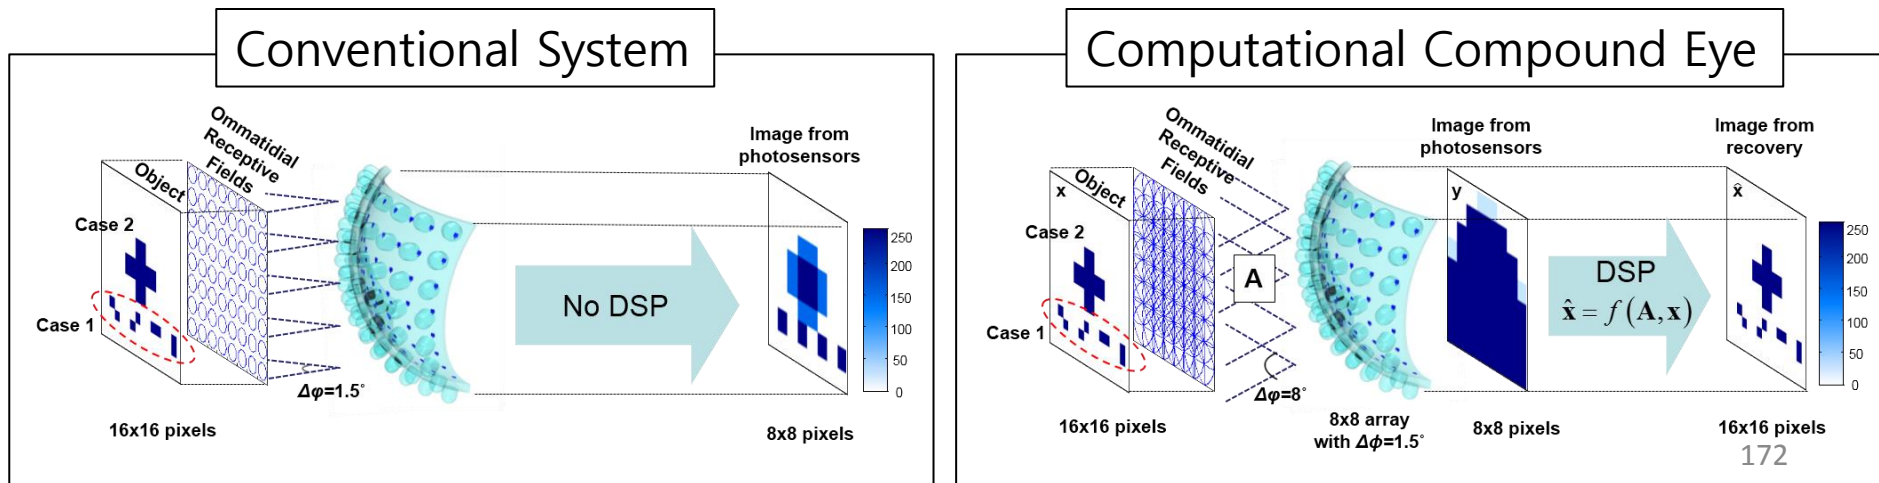 Conventional System
Ommatidial
Receptive
Fields
Object
Case 2
Case 1
Δφ=1.5˚
16x16 pixels
No DSP
Image from
photosensors
250
200
150
100
50
0
8x8 pixels
Computational Compound Eye
Ommatidial
Receptive
Fields
x
Object
Case 2
Case 1
A
Δφ=8˚
16x16 pixels
8x8 array
with Δϕ=1.5˚
Image from
photosensors
y
8x8 pixels
DSP
x̂ = f (A, x)
Image from
recovery
x̂
250
200
150
100
50
0
16x16 pixels
172